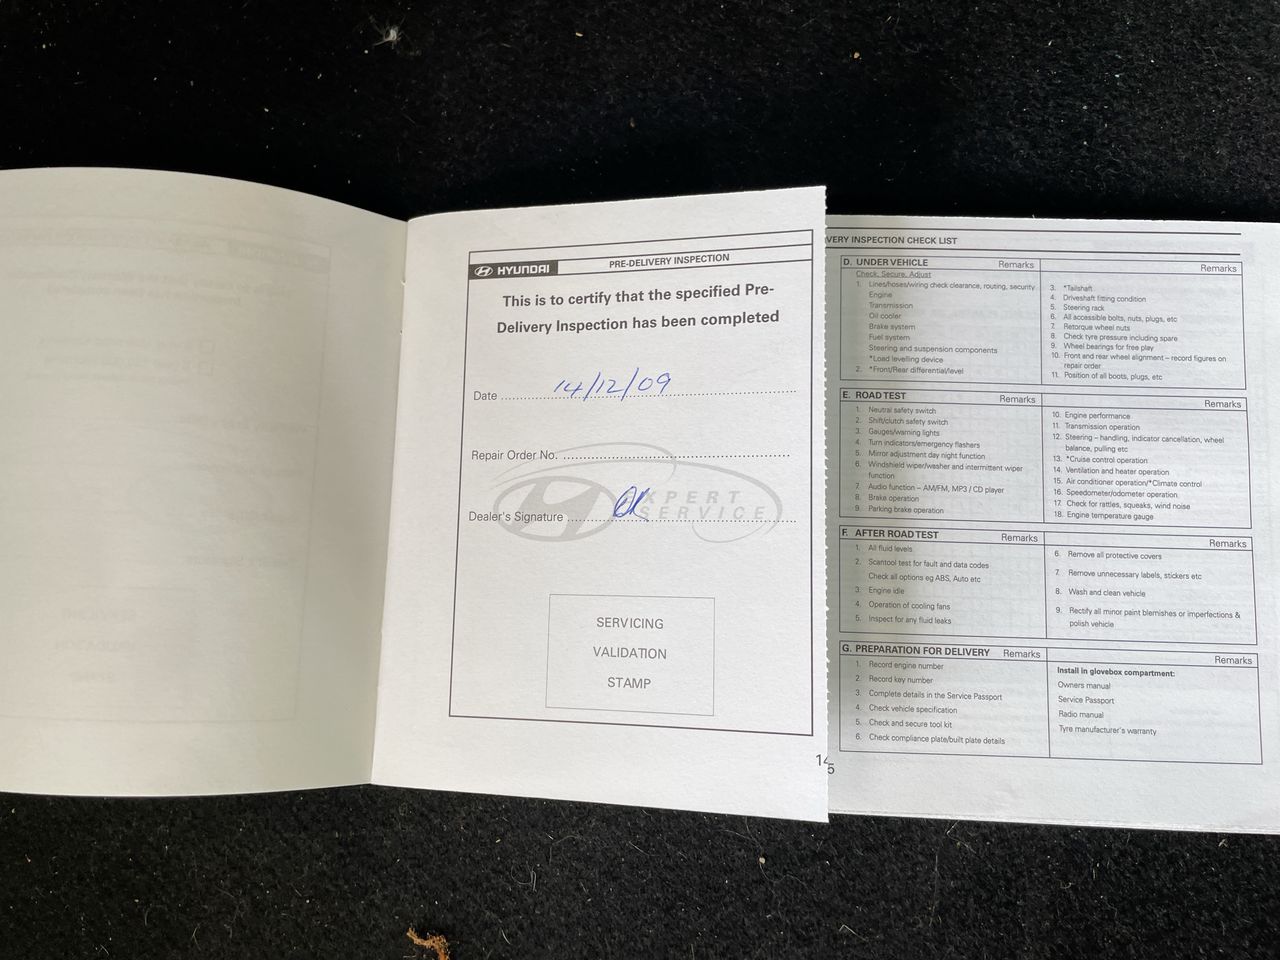 HYUNDAI
PRE-DELIVERY INSPECTION
This is to certify that the specified Pre-
Delivery Inspection has been completed
Date 14/12/09
Repair Order No.
Dealer's Signature
EXPERT
SERVICE
SERVICING
VALIDATION
STAMP
14
VERY INSPECTION CHECK LIST
D. UNDER VEHICLE Remarks
Check, Secure, Adjust
1. Lines/hoses/wiring check clearance, routing, security
Engine
Transmission
Oil cooler
Brake system
Fuel system
Steering and suspension components
*Load levelling device
2. *Front/Rear differential/level
Remarks
3. *Tailshaft
4. Driveshaft fitting condition
5. Steering rack
6. All accessible bolts, nuts, plugs, etc
7. Retorque wheel nuts
8. Check tyre pressure including spare
9. Wheel bearings for free play
10. Front and rear wheel alignment – record figures on
repair order
11. Position of all boots, plugs, etc
E. ROAD TEST Remarks
1. Neutral safety switch
2. Shift/clutch safety switch
3. Gauges/warning lights
4. Turn indicators/emergency flashers
5. Mirror adjustment day night function
6. Windshield wiper/washer and intermittent wiper
function
7. Audio function – AM/FM, MP3 / CD player
8. Brake operation
9. Parking brake operation
Remarks
10. Engine performance
11. Transmission operation
12. Steering – handling, indicator cancellation, wheel
balance, pulling etc
13. *Cruise control operation
14. Ventilation and heater operation
15. Air conditioner operation/*Climate control
16. Speedometer/odometer operation
17. Check for rattles, squeaks, wind noise
18. Engine temperature gauge
F. AFTER ROAD TEST Remarks
1. All fluid levels
2. Scantool test for fault and data codes
Check all options eg ABS, Auto etc
3. Engine idle
4. Operation of cooling fans
5. Inspect for any fluid leaks
Remarks
6. Remove all protective covers
7. Remove unnecessary labels, stickers etc
8. Wash and clean vehicle
9. Rectify all minor paint blemishes or imperfections &
polish vehicle
G. PREPARATION FOR DELIVERY Remarks
1. Record engine number
2. Record key number
3. Complete details in the Service Passport
4. Check vehicle specification
5. Check and secure tool kit
6. Check compliance plate/built plate details
Remarks
Install in glovebox compartment:
Owners manual
Service Passport
Radio manual
Tyre manufacturer's warranty
5